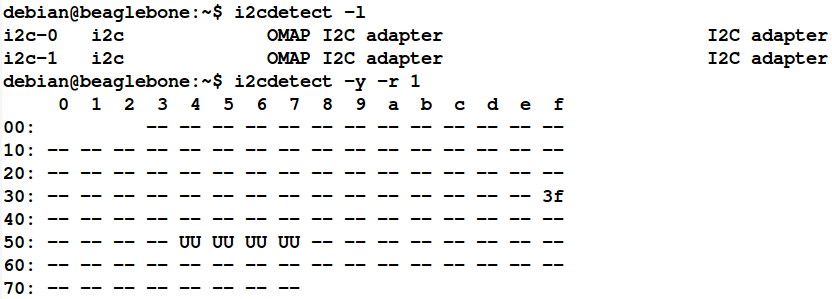 debian@beaglebone:~$ i2cdetect -l
i2c-0   i2c             OMAP I2C adapter                        I2C adapter
i2c-1   i2c             OMAP I2C adapter                        I2C adapter
debian@beaglebone:~$ i2cdetect -y -r 1
     0  1  2  3  4  5  6  7  8  9  a  b  c  d  e  f
00:          -- -- -- -- -- -- -- -- -- -- -- -- --
10: -- -- -- -- -- -- -- -- -- -- -- -- -- -- -- --
20: -- -- -- -- -- -- -- -- -- -- -- -- -- -- -- --
30: -- -- -- -- -- -- -- -- -- -- -- -- -- -- -- 3f
40: -- -- -- -- -- -- -- -- -- -- -- -- -- -- -- --
50: -- -- -- -- UU UU UU UU -- -- -- -- -- -- -- --
60: -- -- -- -- -- -- -- -- -- -- -- -- -- -- -- --
70: -- -- -- -- -- -- -- --